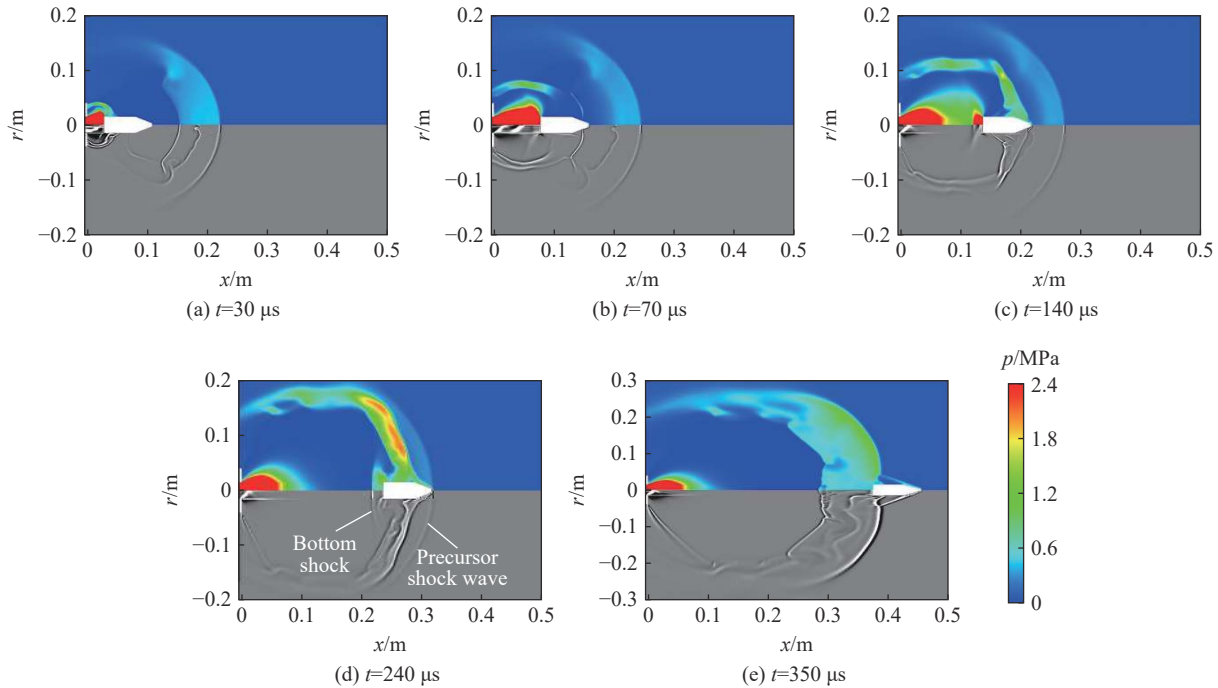 0.2
0.1
0
−0.1
−0.2
r/m
0 0.1 0.2 0.3 0.4 0.5
x/m
(a) t=30 μs
0.2
0.1
0
−0.1
−0.2
r/m
0 0.1 0.2 0.3 0.4 0.5
x/m
(b) t=70 μs
0.2
0.1
0
−0.1
−0.2
r/m
0 0.1 0.2 0.3 0.4 0.5
x/m
(c) t=140 μs
0.2
0.1
0
−0.1
−0.2
r/m
Bottom
shock
Precursor
shock wave
0 0.1 0.2 0.3 0.4 0.5
x/m
(d) t=240 μs
0.3
0.2
0.1
0
−0.1
−0.2
−0.3
r/m
0 0.1 0.2 0.3 0.4 0.5
x/m
(e) t=350 μs
p/MPa
2.4
1.8
1.2
0.6
0